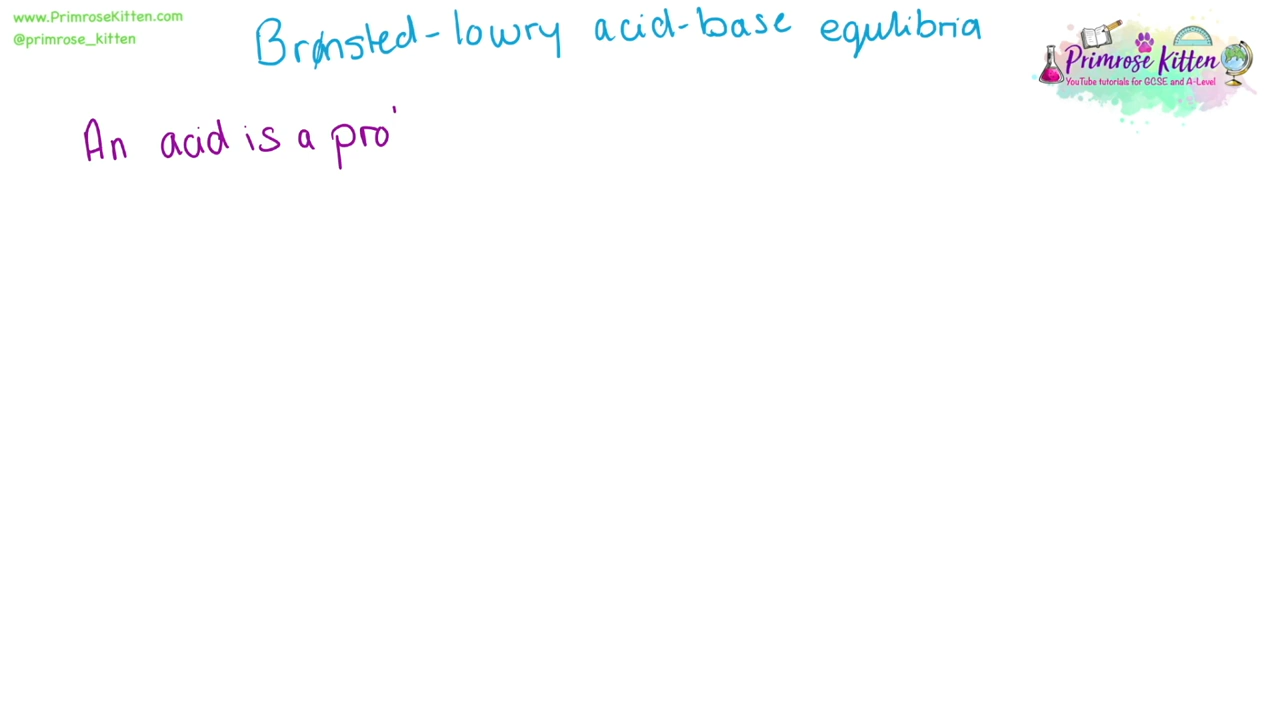 www.PrimroseKitten.com
@primrose_kitten
Brønsted-lowry acid-base equlibria
Primrose Kitten
YouTube tutorials for GCSE and A-Level
An acid is a pro